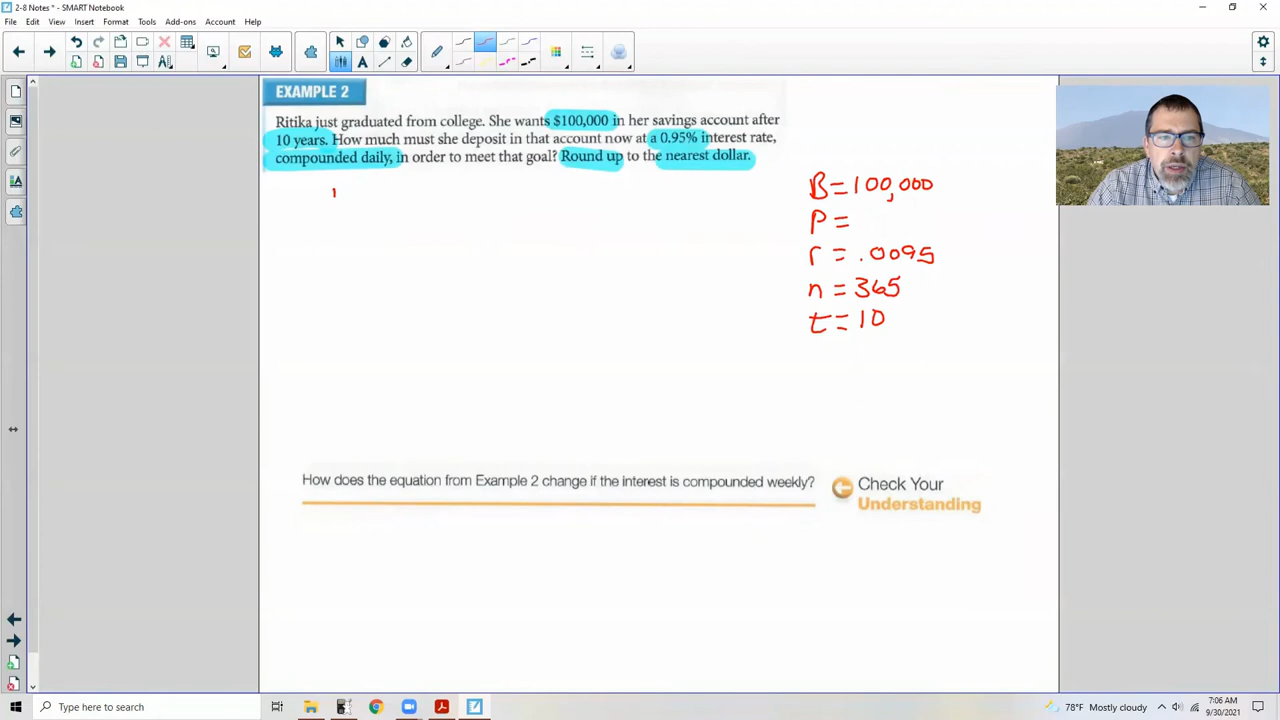 2-8 Notes * - SMART Notebook
File Edit View Insert Format Tools Add-ons Account Help
EXAMPLE 2
Ritika just graduated from college. She wants $100,000 in her savings account after
10 years. How much must she deposit in that account now at a 0.95% interest rate,
compounded daily, in order to meet that goal? Round up to the nearest dollar.
B = 100,000
P =
r = .0095
n = 365
t = 10
How does the equation from Example 2 change if the interest is compounded weekly?
Check Your
Understanding
Type here to search
78°F Mostly cloudy
7:06 AM
9/30/2021